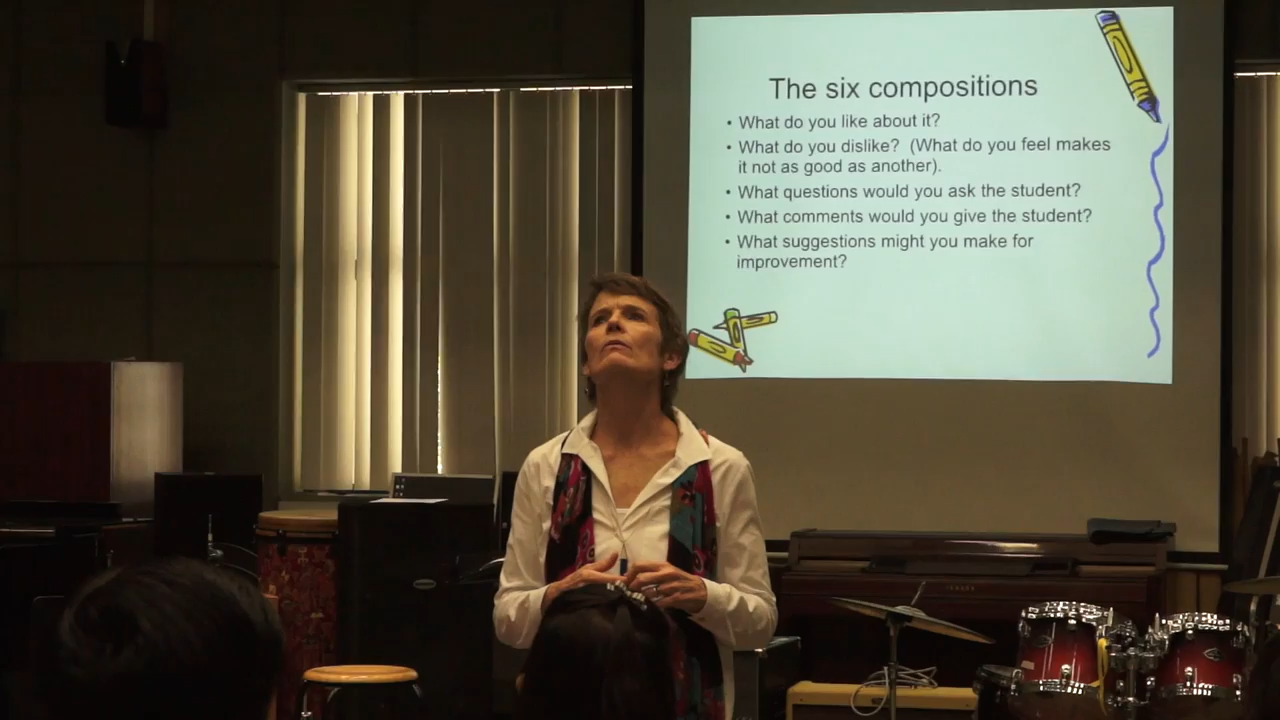 The six compositions
• What do you like about it?
• What do you dislike? (What do you feel makes
it not as good as another).
• What questions would you ask the student?
• What comments would you give the student?
• What suggestions might you make for
improvement?